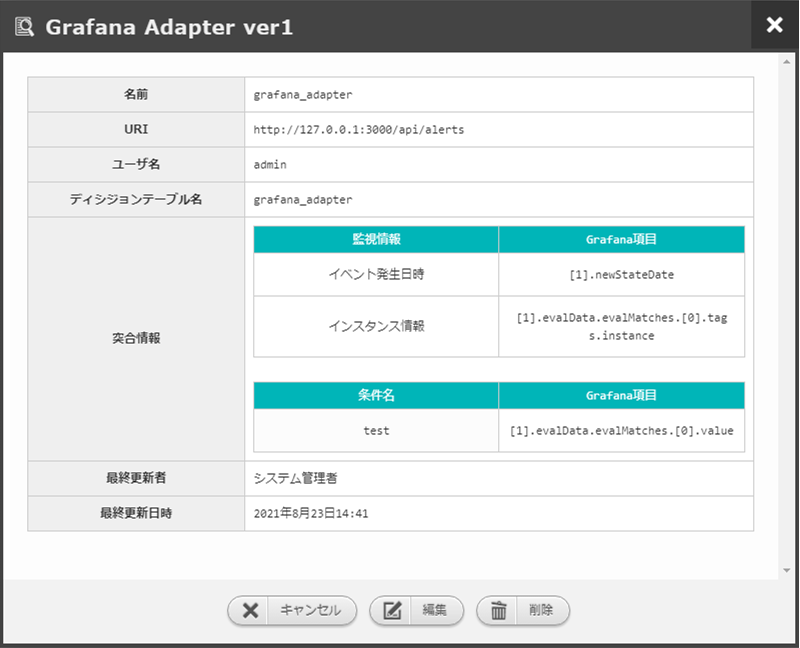 Grafana Adapter ver1
名前 grafana_adapter
URI http://127.0.0.1:3000/api/alerts
ユーザ名 admin
ディシジョンテーブル名 grafana_adapter
突合情報
監視情報 Grafana項目
イベント発生日時 [1].newStateDate
インスタンス情報 [1].evalData.evalMatches.[0].tag
s.instance
条件名 Grafana項目
test [1].evalData.evalMatches.[0].value
最終更新者 システム管理者
最終更新日時 2021年8月23日14:41
キャンセル 編集 削除